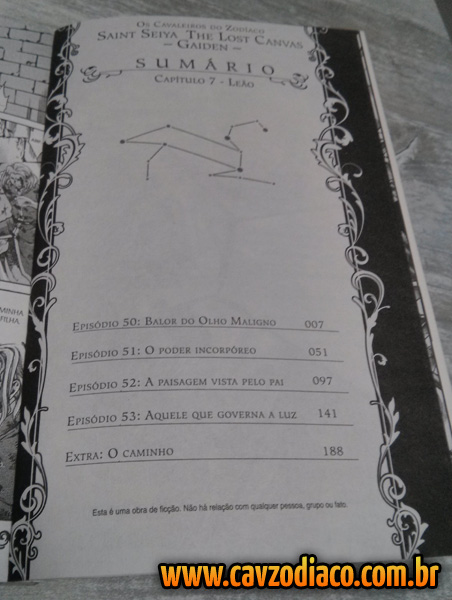 Os Cavaleiros do Zodíaco
Saint Seiya The Lost Canvas
– Gaiden –
SUMÁRIO
Capítulo 7 - Leão
Episódio 50: Balor do Olho Maligno 007
Episódio 51: O poder incorpóreo 051
Episódio 52: A paisagem vista pelo pai 097
Episódio 53: Aquele que governa a luz 141
Extra: O caminho 188
Esta é uma obra de ficção. Não há relação com qualquer pessoa, grupo ou fato.
MINHA
FILHA
www.cavzodiaco.com.br